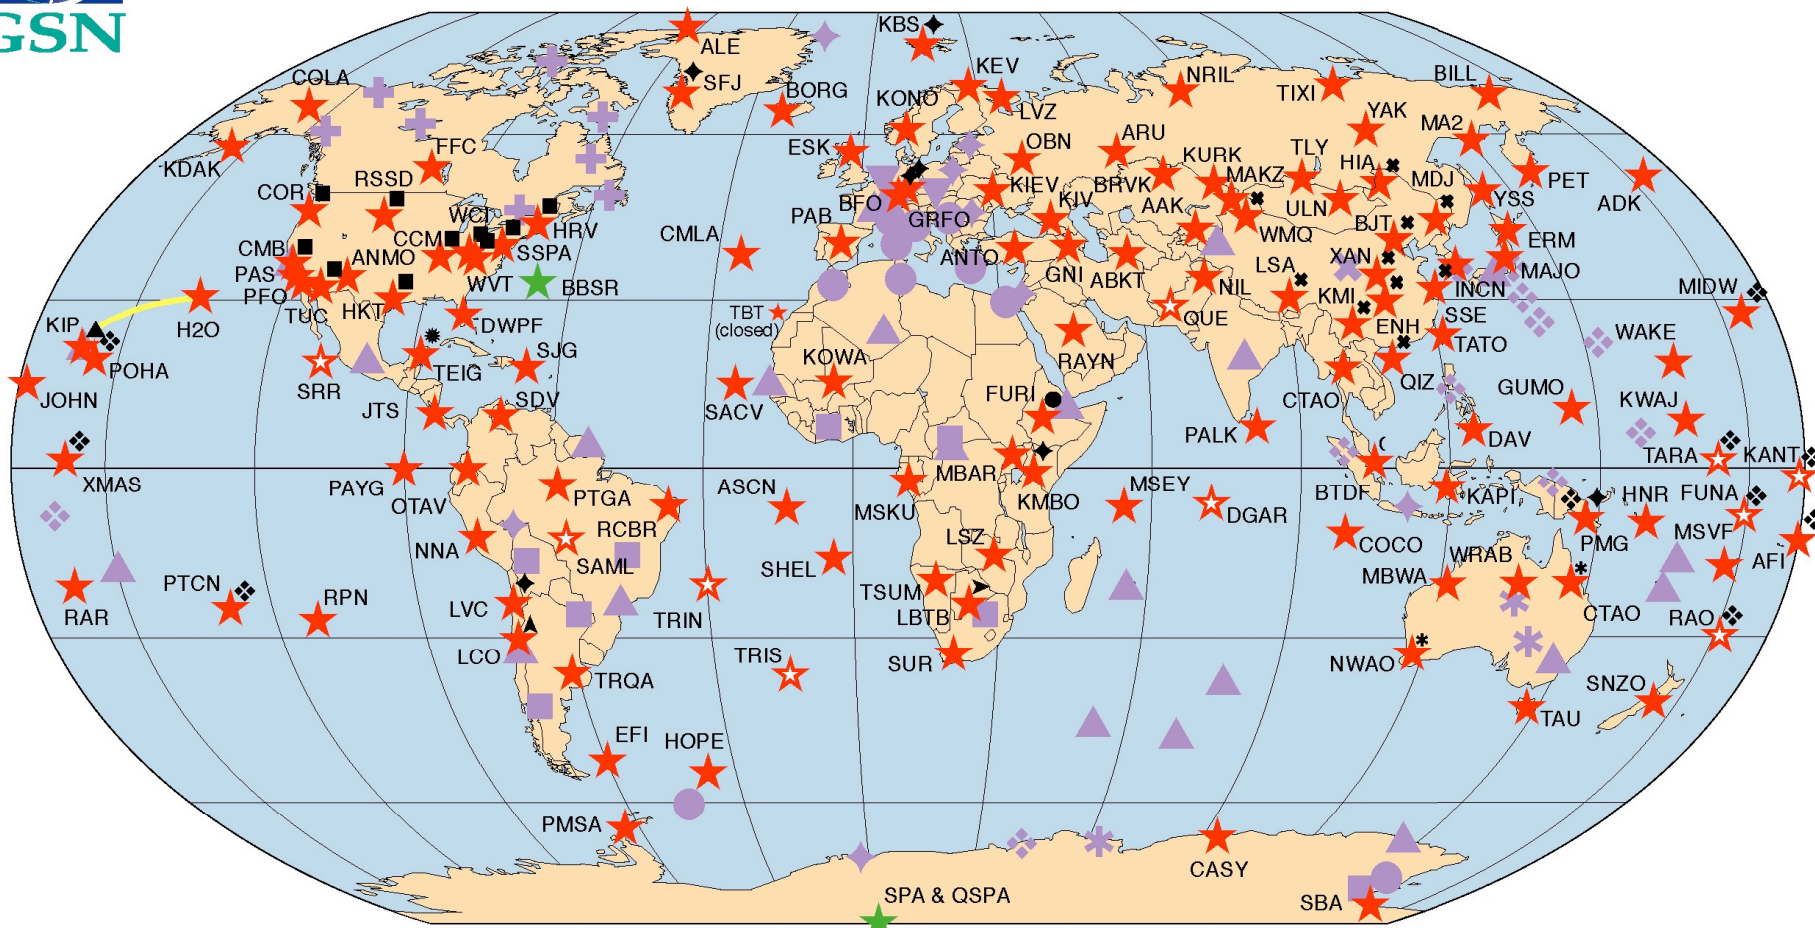 GSN
KBS
ALE
COLA
SFJ
KEV
NRIL
BILL
BORG
KONO
LVZ
TIXI
YAK
MA2
KDAK
FFC
ESK
OBN
ARU
TLY
HIA
KURK
MAKZ
MDJ
PET
COR
RSSD
BFO
KIEV
BRVK
ULN
YSS
ADK
WCI
HRV
PAB
GRFO
KIV
AAK
BJT
CMB
CCM
SSPA
CMLA
WMQ
XAN
ERM
PAS
ANMO
ANTO
GNI
ABKT
LSA
MAJO
PFO
WVT
BBSR
NIL
KMI
INCN
MIDW
TUC
HKT
TBT
(closed)
QUE
ENH
SSE
KIP
H2O
DWPF
TATO
WAKE
POHA
SJG
KOWA
RAYN
SRR
TEIG
QIZ
JOHN
JTS
SDV
SACV
FURI
CTAO
GUMO
KWAJ
PALK
DAV
XMAS
PAYG
MBAR
TARA
KANT
OTAV
PTGA
ASCN
MSKU
KMBO
MSEY
BTDF
KAPI
HNR
FUNA
RCBR
DGAR
NNA
LSZ
COCO
WRAB
PMG
MSVF
SAML
SHEL
AFI
PTCN
RPN
LVC
TRIN
TSUM
LBTB
MBWA
CTAO
RAR
RAO
LCO
TRIS
SUR
NWAO
TRQA
SNZO
TAU
EFI
HOPE
PMSA
CASY
SPA & QSPA
SBA